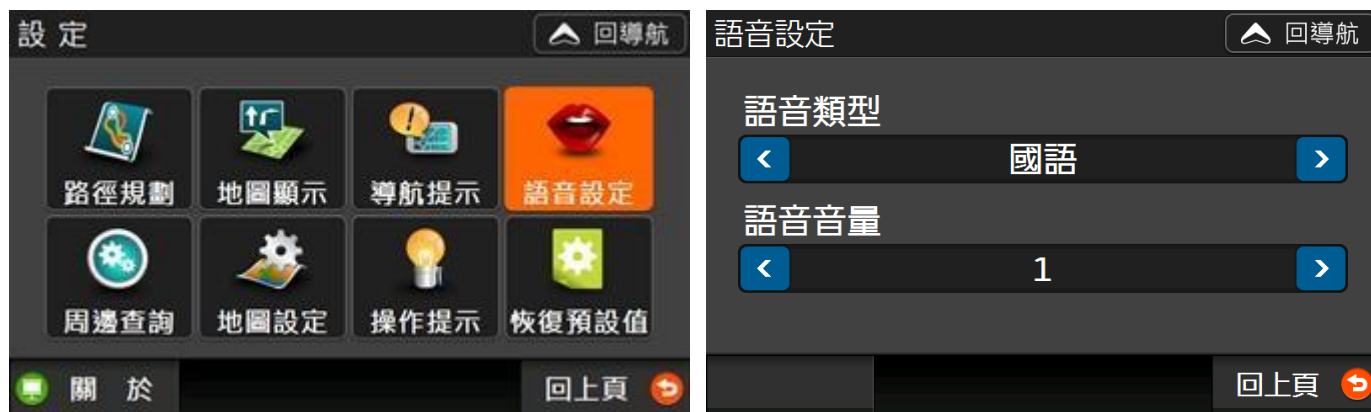 設 定
回導航
路徑規劃
地圖顯示
導航提示
語音設定
周邊查詢
地圖設定
操作提示
恢復預設值
關 於
回上頁
語音設定
回導航
語音類型
國語
語音音量
1
回上頁